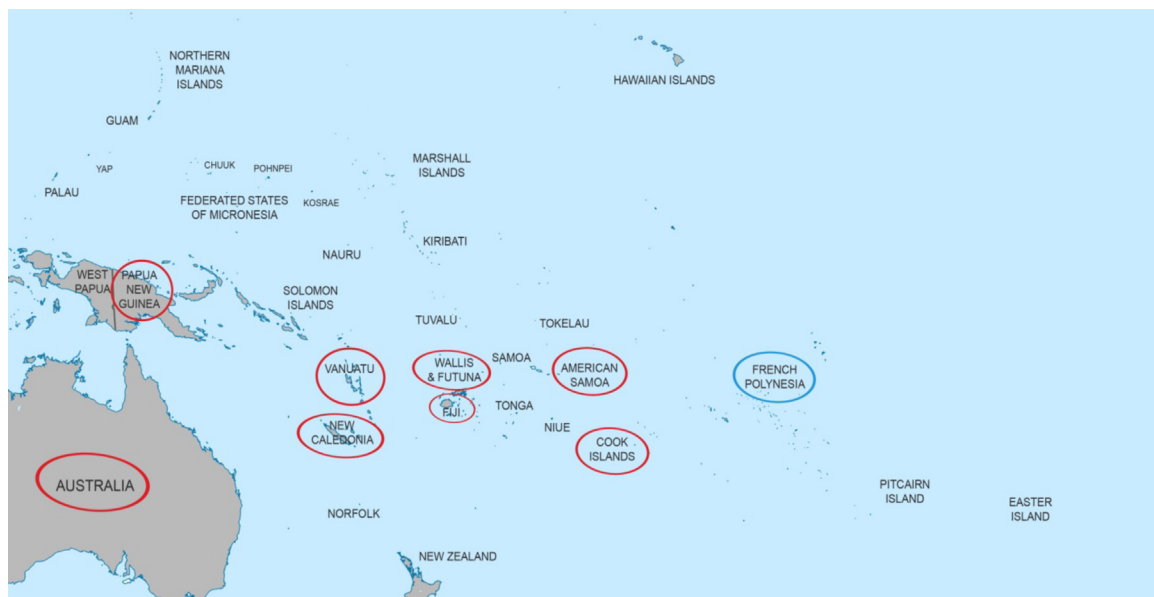 NORTHERN
MARIANA
ISLANDS
HAWAIIAN ISLANDS
GUAM
YAP
CHUUK
POHNPEI
MARSHALL
ISLANDS
PALAU
FEDERATED STATES
OF MICRONESIA
KOSRAE
NAURU
KIRIBATI
WEST
PAPUA
PAPUA
NEW
GUINEA
SOLOMON
ISLANDS
TUVALU
TOKELAU
VANUATU
WALLIS
& FUTUNA
SAMOA
AMERICAN
SAMOA
FRENCH
POLYNESIA
FIJI
TONGA
NEW
CALEDONIA
NIUE
COOK
ISLANDS
AUSTRALIA
PITCAIRN
ISLAND
EASTER
ISLAND
NORFOLK
NEW ZEALAND